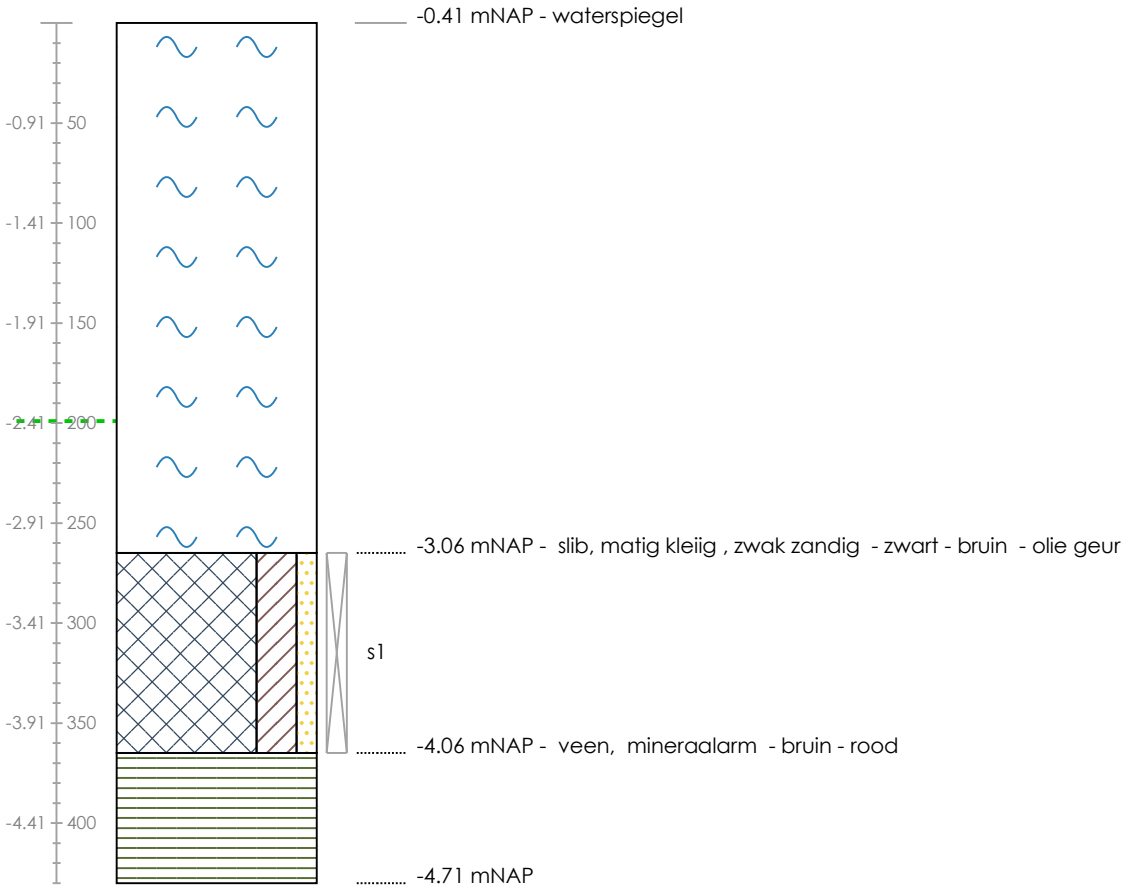 -0.41 mNAP - waterspiegel
-0.91 50
-1.41 100
-1.91 150
-2.41 200
-2.91 250
-3.06 mNAP - slib, matig kleiig , zwak zandig - zwart - bruin - olie geur
-3.41 300
s1
-3.91 350
-4.06 mNAP - veen, mineraalarm - bruin - rood
-4.41 400
-4.71 mNAP